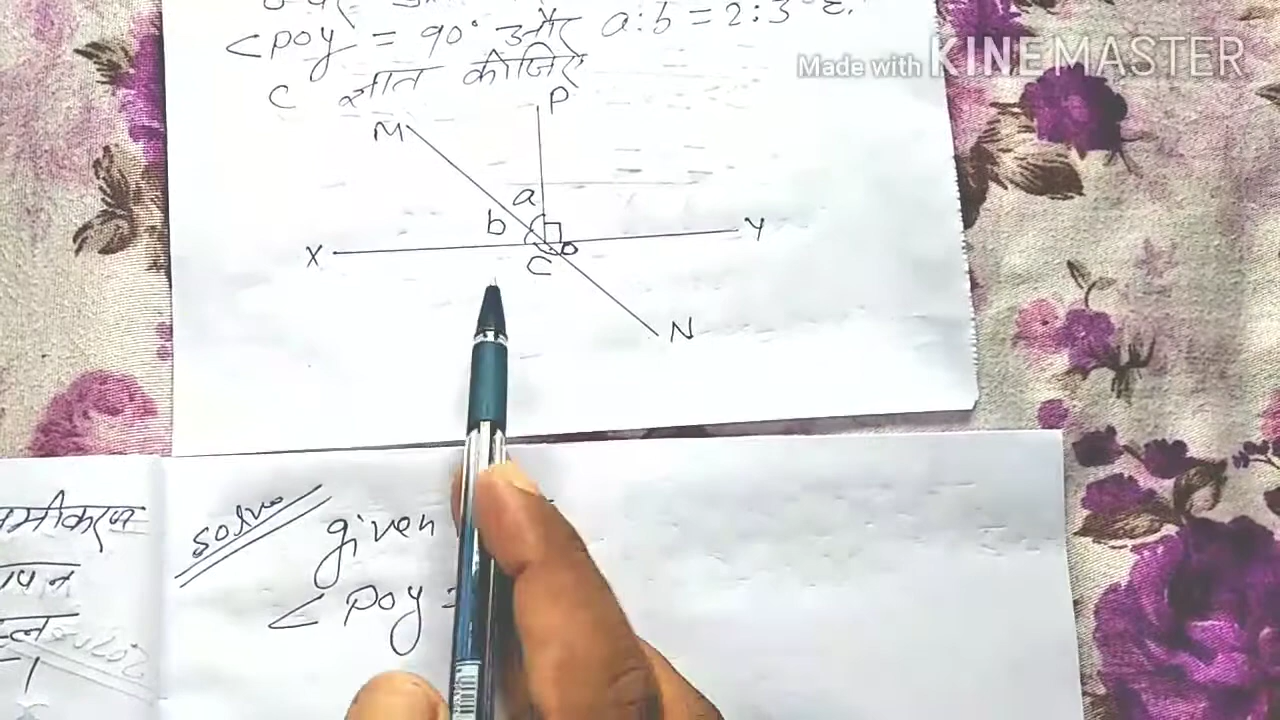 Made with KINEMASTER
<POY = 90° और a:b = 2:3 है.
C ज्ञात कीजिए
P
M
a
b
X
Y
O
C
N
solve
given
<POY =